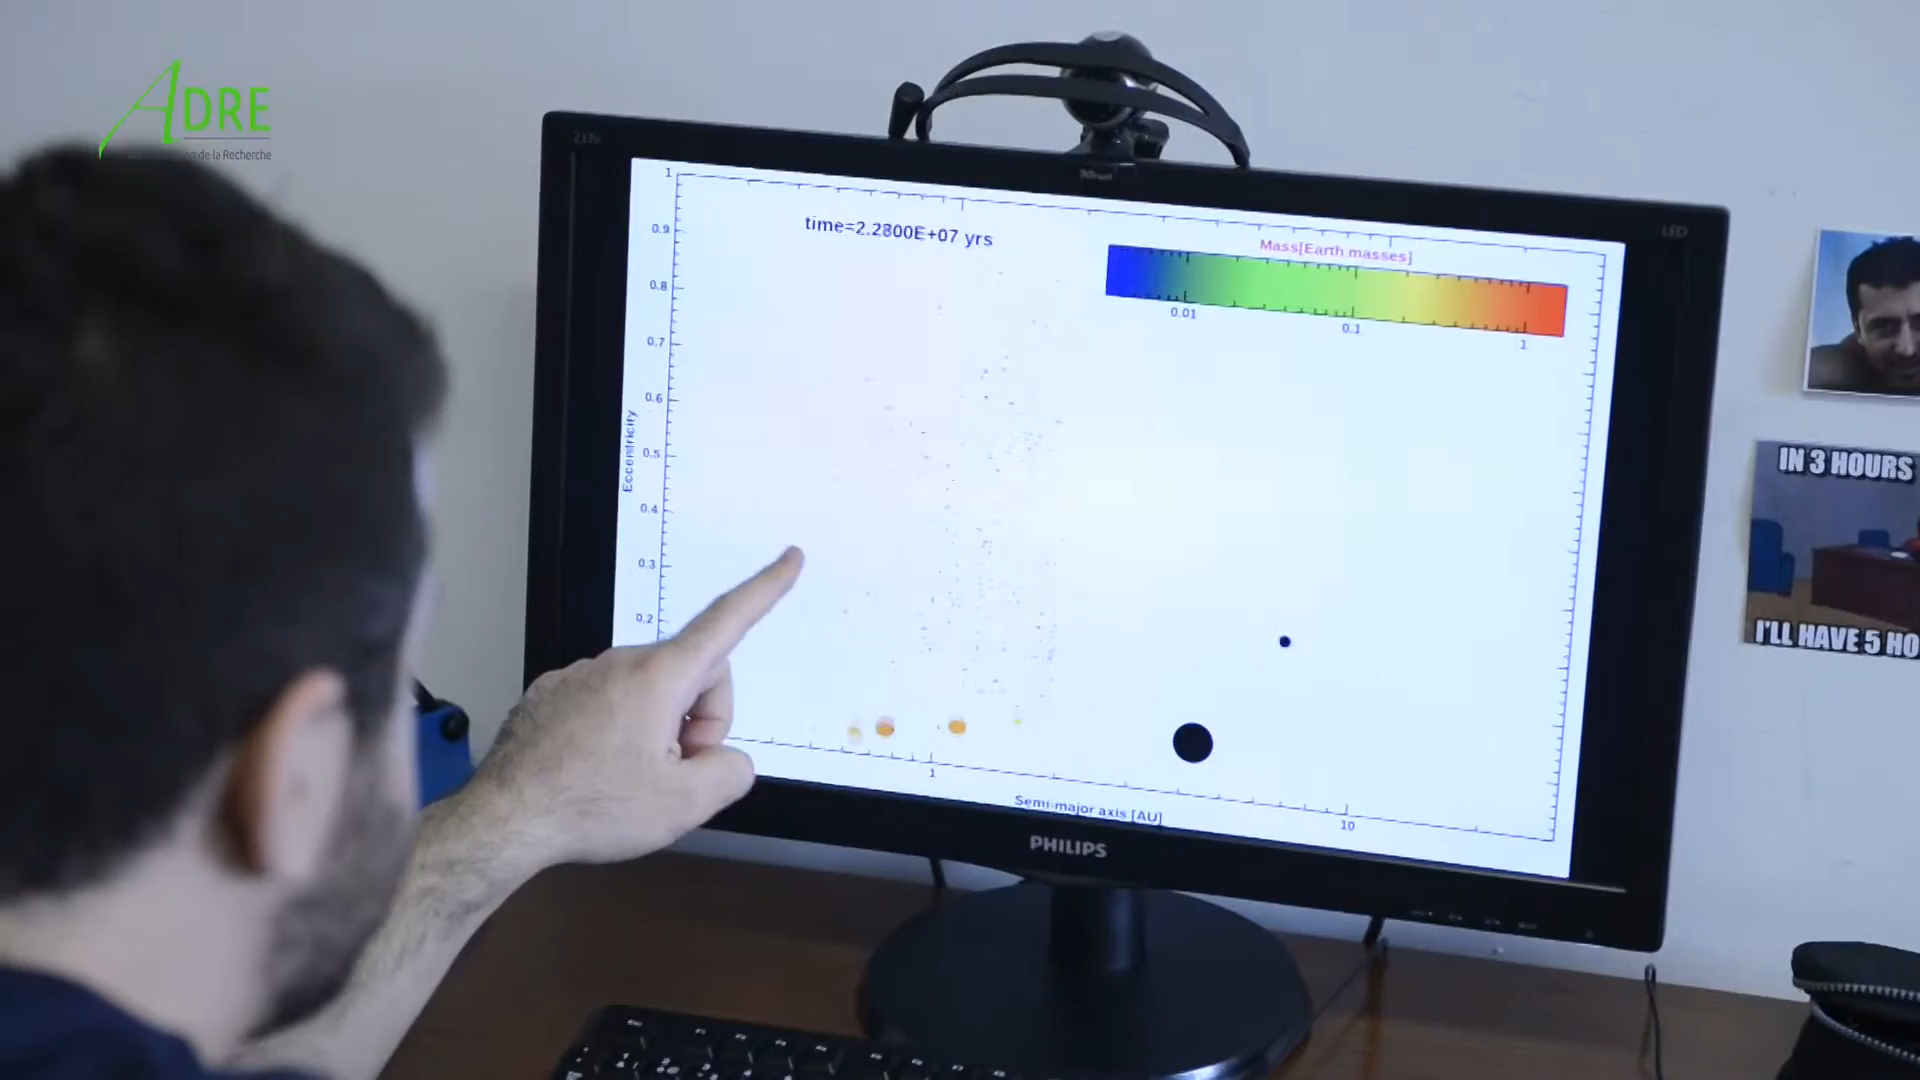 ADRE
de la Recherche
LED
Trust
1
0.9
0.8
0.7
0.6
0.5
0.4
0.3
0.2
Eccentricity
time=2.2800E+07 yrs
Mass[Earth masses]
0.01
0.1
1
1
10
Semi-major axis [AU]
PHILIPS
IN 3 HOURS
I'LL HAVE 5 HO